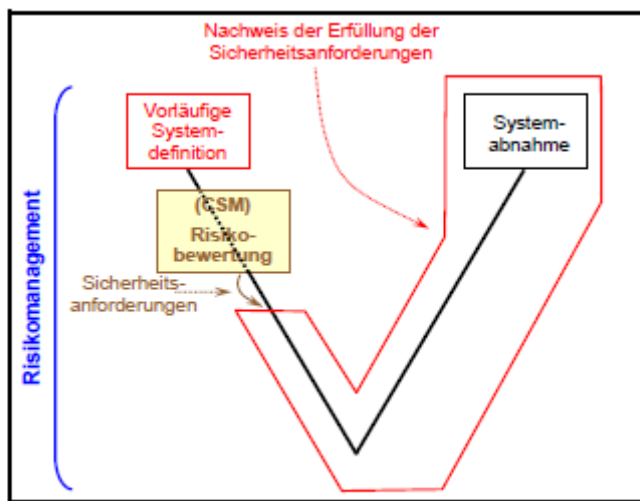 Nachweis der Erfüllung der
Sicherheitsanforderungen
Vorläufige
System-
definition
System-
abnahme
(CSM)
Risiko-
bewertung
Sicherheits-
anforderungen
Risikomanagement